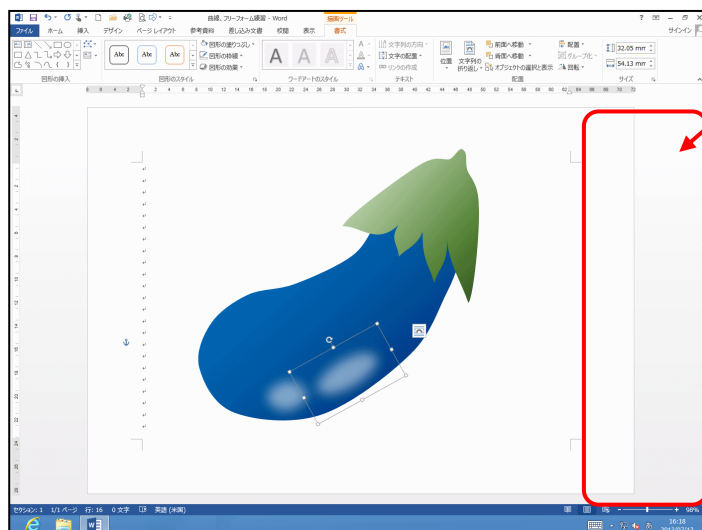 曲線、フリーフォーム練習 - Word
描画ツール
サインイン
ファイル ホーム 挿入 デザイン ページ レイアウト 参考資料 差し込み文書 校閲 表示 書式
図形の塗りつぶし
図形の枠線
図形の効果
Abc Abc Abc
A A A
文字列の方向
文字の配置
リンクの作成
位置
文字列の
折り返し
前面へ移動
背面へ移動
オブジェクトの選択と表示
配置
グループ化
回転
32.05 mm
54.13 mm
図形の挿入 図形のスタイル ワードアートのスタイル テキスト 配置 サイズ
セクション: 1 1/1 ページ 行: 16 0 文字 英語 (米国)
98%
16:18